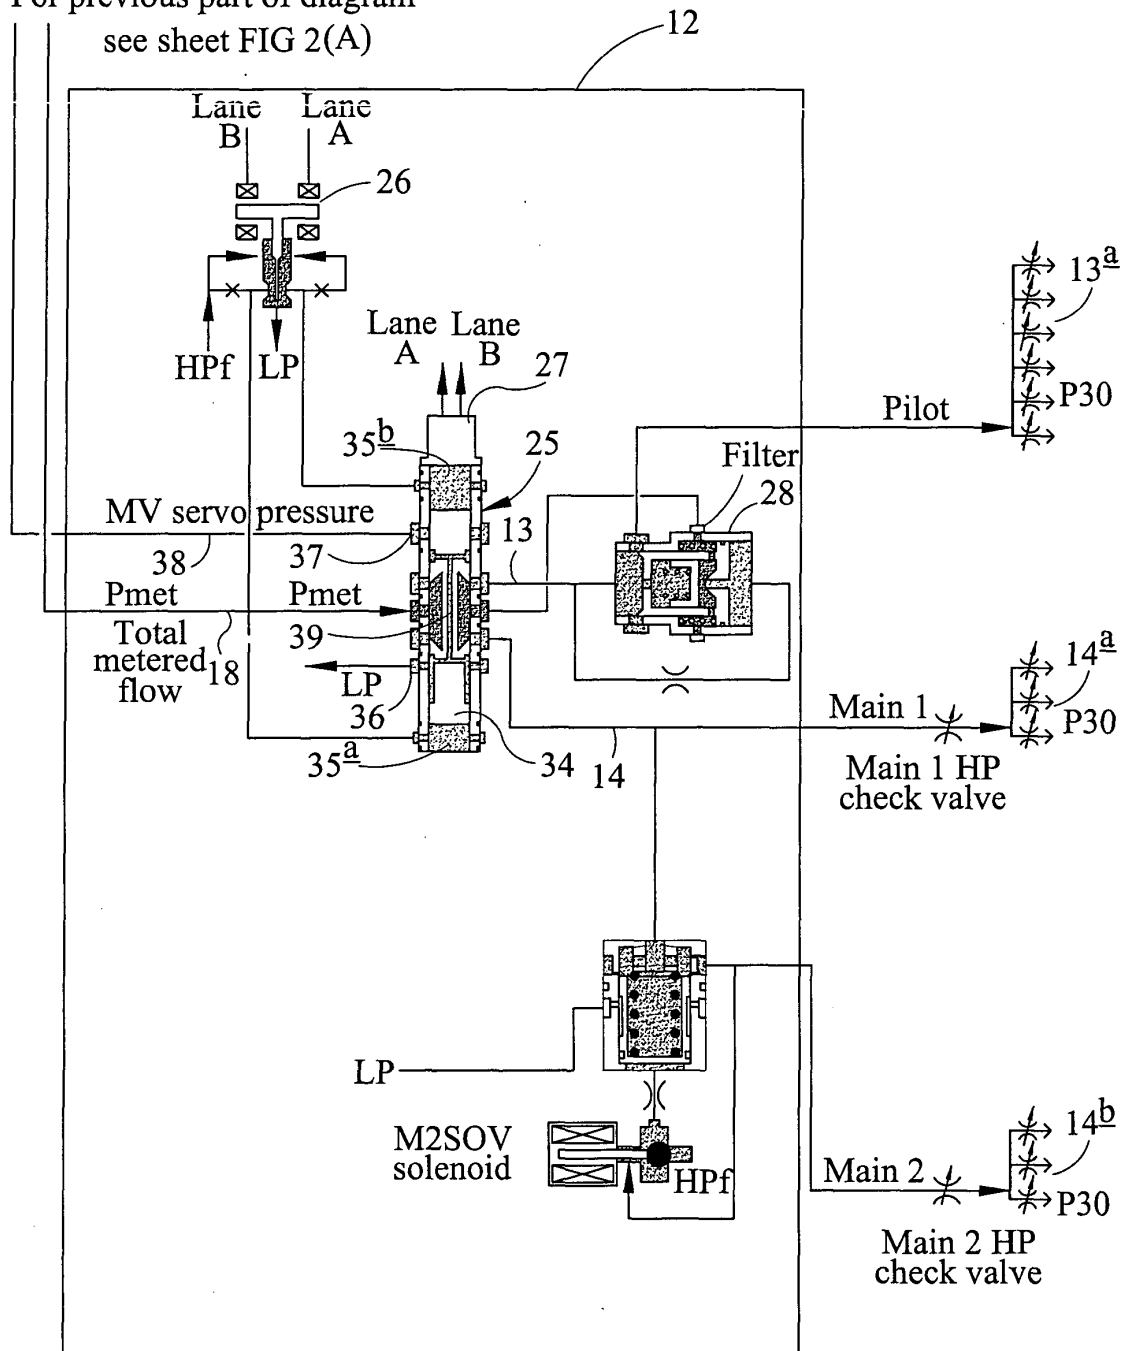 For previous part of diagram
see sheet FIG 2(A)
12
Lane
B
Lane
A
26
HPf
LP
Lane
A
Lane
B
27
35b
25
MV servo pressure
38
37
13
Pmet
Pmet
Total
metered
flow
18
39
LP
36
35a
34
14
Filter
28
Pilot
13a
P30
Main 1
14a
P30
Main 1 HP
check valve
LP
M2SOV
solenoid
HPf
Main 2
14b
P30
Main 2 HP
check valve